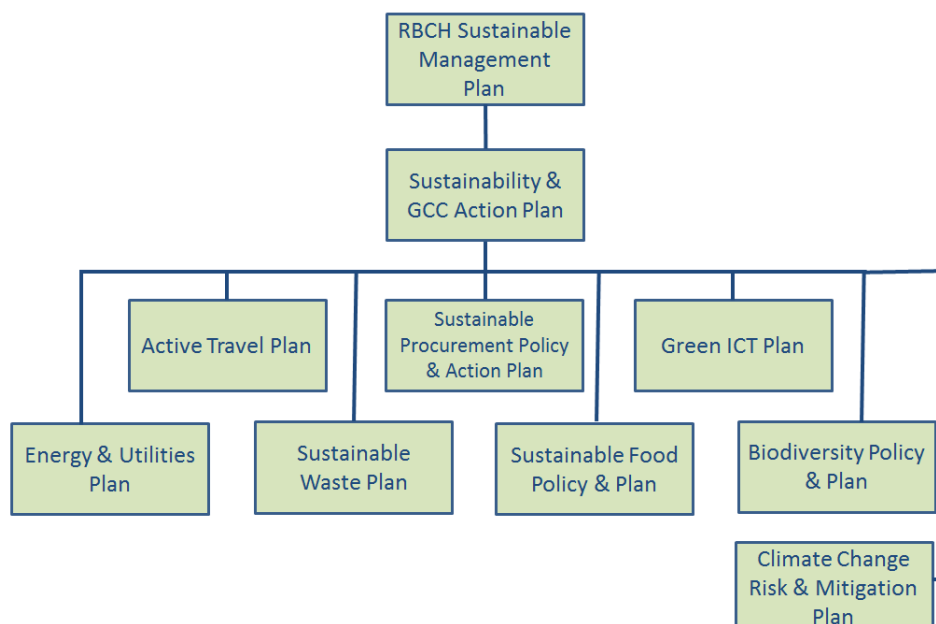 RBCH Sustainable
Management
Plan
Sustainability &
GCC Action Plan
Active Travel Plan
Sustainable
Procurement Policy
& Action Plan
Green ICT Plan
Energy & Utilities
Plan
Sustainable
Waste Plan
Sustainable Food
Policy & Plan
Biodiversity Policy
& Plan
Climate Change
Risk & Mitigation
Plan